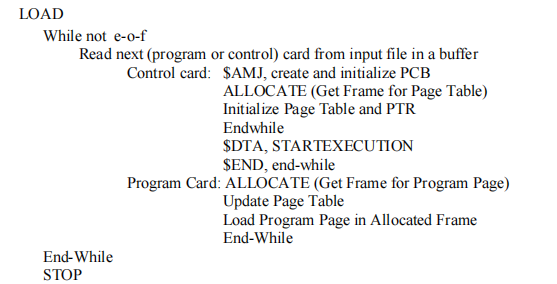 LOAD
While not e-o-f
Read next (program or control) card from input file in a buffer
Control card: $AMJ, create and initialize PCB
ALLOCATE (Get Frame for Page Table)
Initialize Page Table and PTR
Endwhile
$DTA, STARTEXECUTION
$END, end-while
Program Card: ALLOCATE (Get Frame for Program Page)
Update Page Table
Load Program Page in Allocated Frame
End-While
End-While
STOP